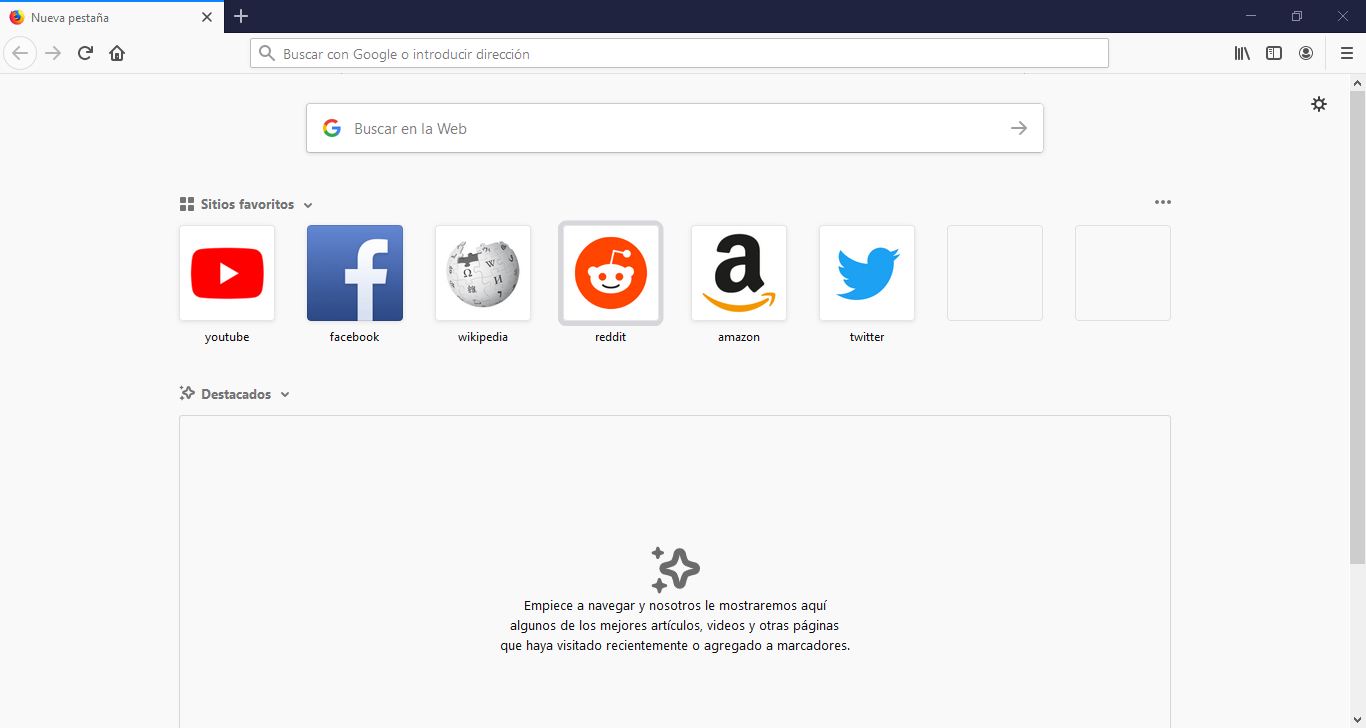 Nueva pestaña
Buscar con Google o introducir dirección
Buscar en la Web
Sitios favoritos
youtube
facebook
wikipedia
reddit
amazon
twitter
Destacados
Empiece a navegar y nosotros le mostraremos aquí
algunos de los mejores artículos, videos y otras páginas
que haya visitado recientemente o agregado a marcadores.